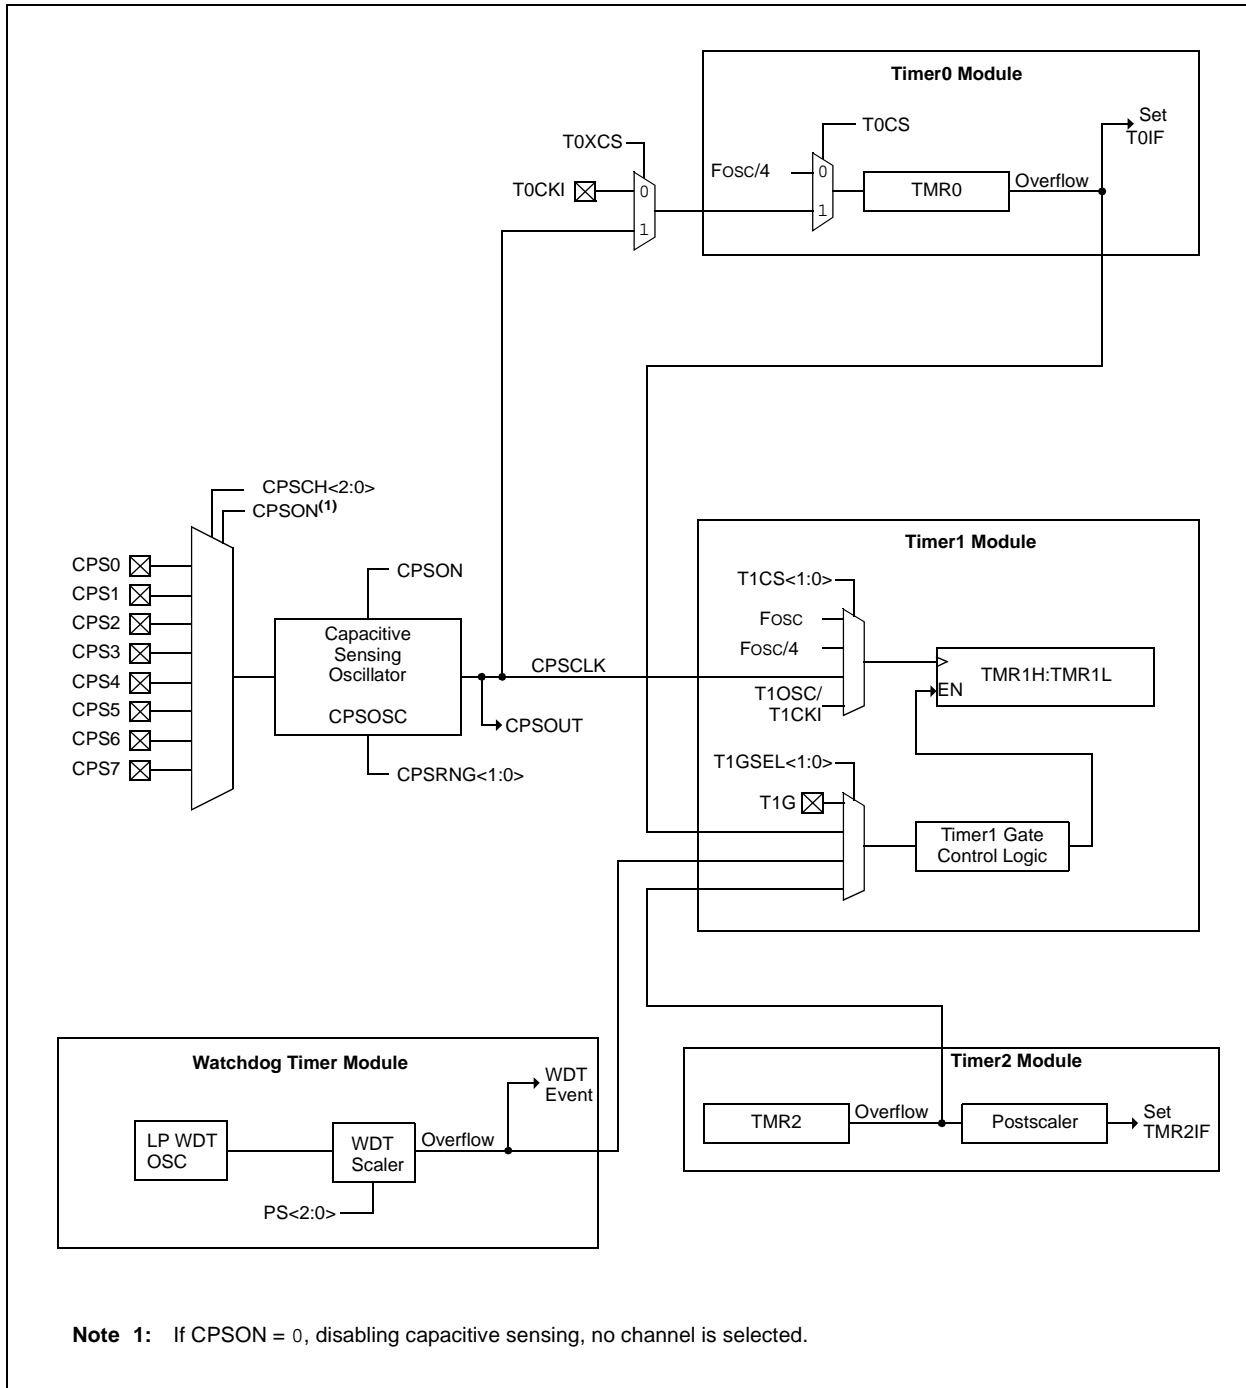 Timer0 Module
T0XCS
T0CKI
0
1
FOSC/4
T0CS
0
1
TMR0
Overflow
Set
T0IF
CPSCH<2:0>
CPSON(1)
CPS0
CPS1
CPS2
CPS3
CPS4
CPS5
CPS6
CPS7
CPSON
Capacitive
Sensing
Oscillator
CPSOSC
CPSRNG<1:0>
CPSCLK
CPSOUT
Timer1 Module
T1CS<1:0>
FOSC
FOSC/4
T1OSC/
T1CKI
TMR1H:TMR1L
EN
T1GSEL<1:0>
T1G
Timer1 Gate
Control Logic
Watchdog Timer Module
LP WDT
OSC
WDT
Scaler
PS<2:0>
Overflow
WDT
Event
Timer2 Module
TMR2
Overflow
Postscaler
Set
TMR2IF
Note 1: If CPSON = 0, disabling capacitive sensing, no channel is selected.